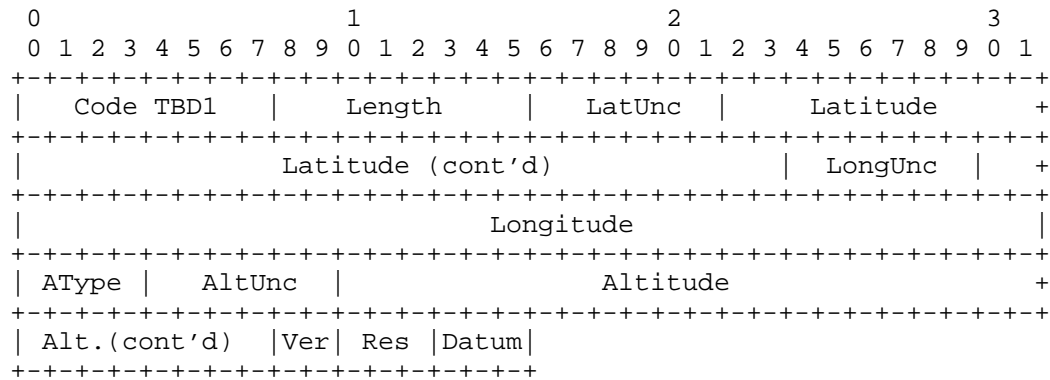 0                   1                   2                   3
 0 1 2 3 4 5 6 7 8 9 0 1 2 3 4 5 6 7 8 9 0 1 2 3 4 5 6 7 8 9 0 1
+-+-+-+-+-+-+-+-+-+-+-+-+-+-+-+-+-+-+-+-+-+-+-+-+-+-+-+-+-+-+-+-+
|   Code TBD1   |    Length     |   LatUnc  |     Latitude      +
+-+-+-+-+-+-+-+-+-+-+-+-+-+-+-+-+-+-+-+-+-+-+-+-+-+-+-+-+-+-+-+-+
|                Latitude (cont'd)              |  LongUnc  |   +
+-+-+-+-+-+-+-+-+-+-+-+-+-+-+-+-+-+-+-+-+-+-+-+-+-+-+-+-+-+-+-+-+
|                             Longitude                         |
+-+-+-+-+-+-+-+-+-+-+-+-+-+-+-+-+-+-+-+-+-+-+-+-+-+-+-+-+-+-+-+-+
| AType |   AltUnc  |                Altitude                   +
+-+-+-+-+-+-+-+-+-+-+-+-+-+-+-+-+-+-+-+-+-+-+-+-+-+-+-+-+-+-+-+-+
| Alt.(cont'd)  |Ver| Res |Datum|
+-+-+-+-+-+-+-+-+-+-+-+-+-+-+-+-+